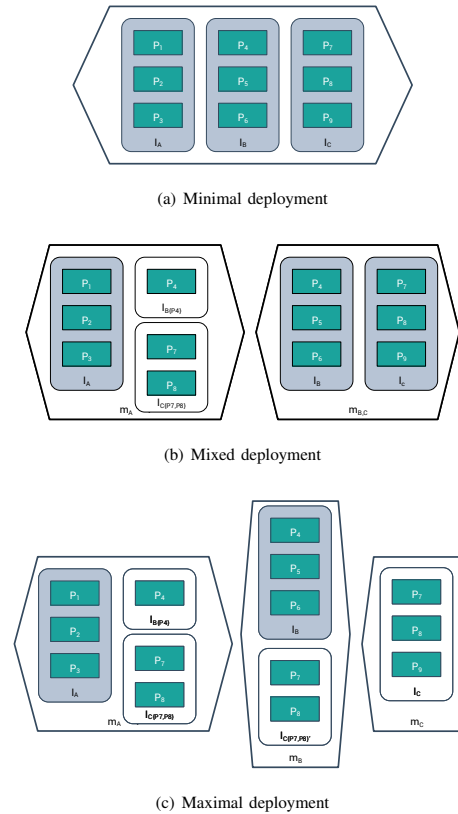 P1 P4 P7
P2 P5 P8
P3 P6 P9
IA IB IC
(a) Minimal deployment
P1 P4 P4 P7
IB{P4}
P2 P7 P5 P8
P3 P8 P6 P9
IA IC{P7,P8} IB Ic
mA mB,C
(b) Mixed deployment
P4
P5
P1 P4 P6 P7
IB{P4} IB
P2 P7 P8
P3 P8 P7 P9
IA IC{P7,P8} P8 IC
mA IC{P7,P8}' mC
mB
(c) Maximal deployment